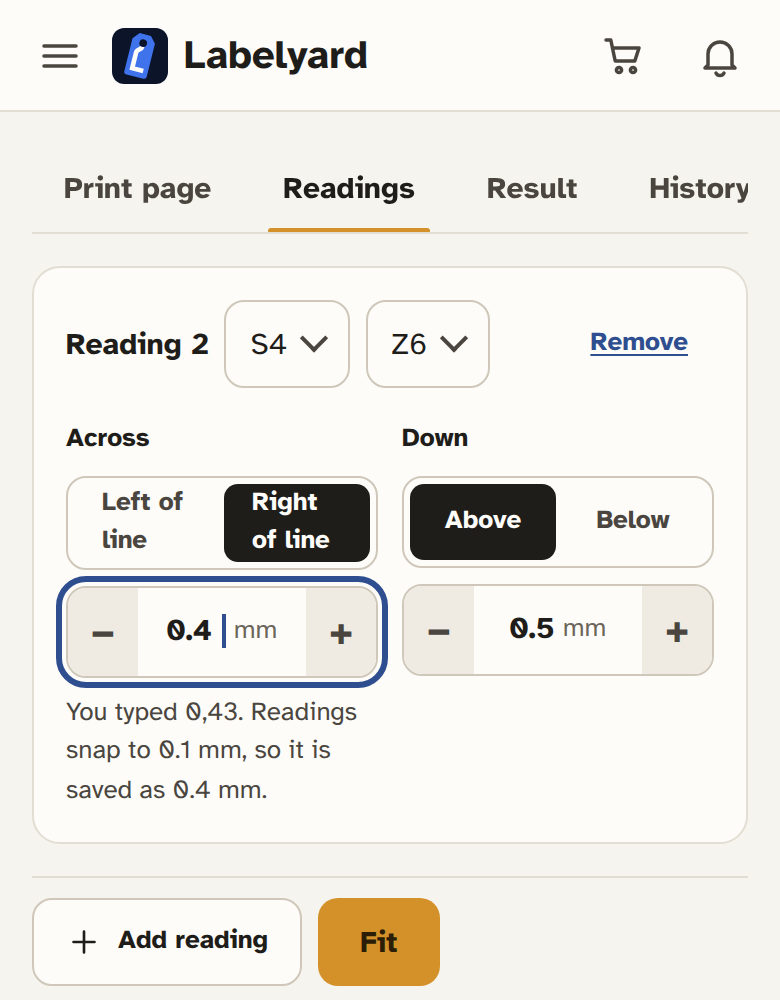 Labelyard
Print page Readings Result History
Reading 2 S4 Z6 Remove
Across Down
Left of line Right of line Above Below
− 0.4 mm + − 0.5 mm +
You typed 0,43. Readings
snap to 0.1 mm, so it is
saved as 0.4 mm.
+ Add reading Fit